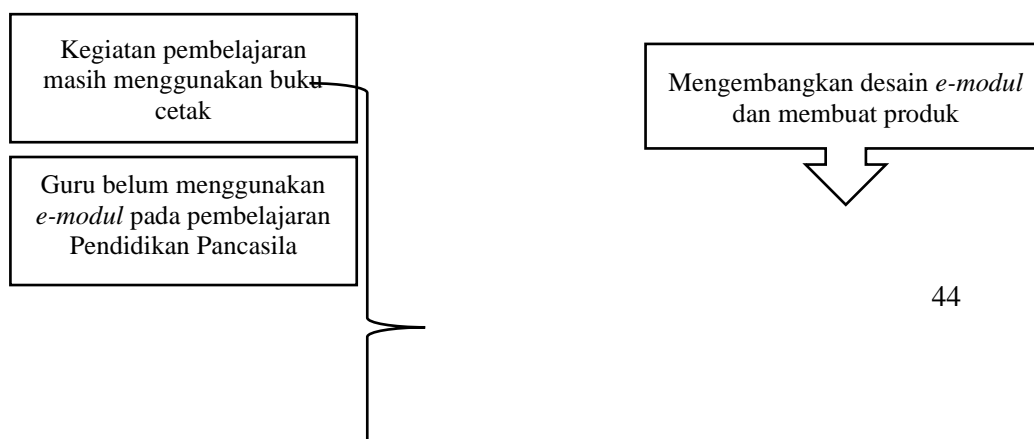 Kegiatan pembelajaran
masih menggunakan buku
cetak
Guru belum menggunakan
e-modul pada pembelajaran
Pendidikan Pancasila
Mengembangkan desain e-modul
dan membuat produk
44